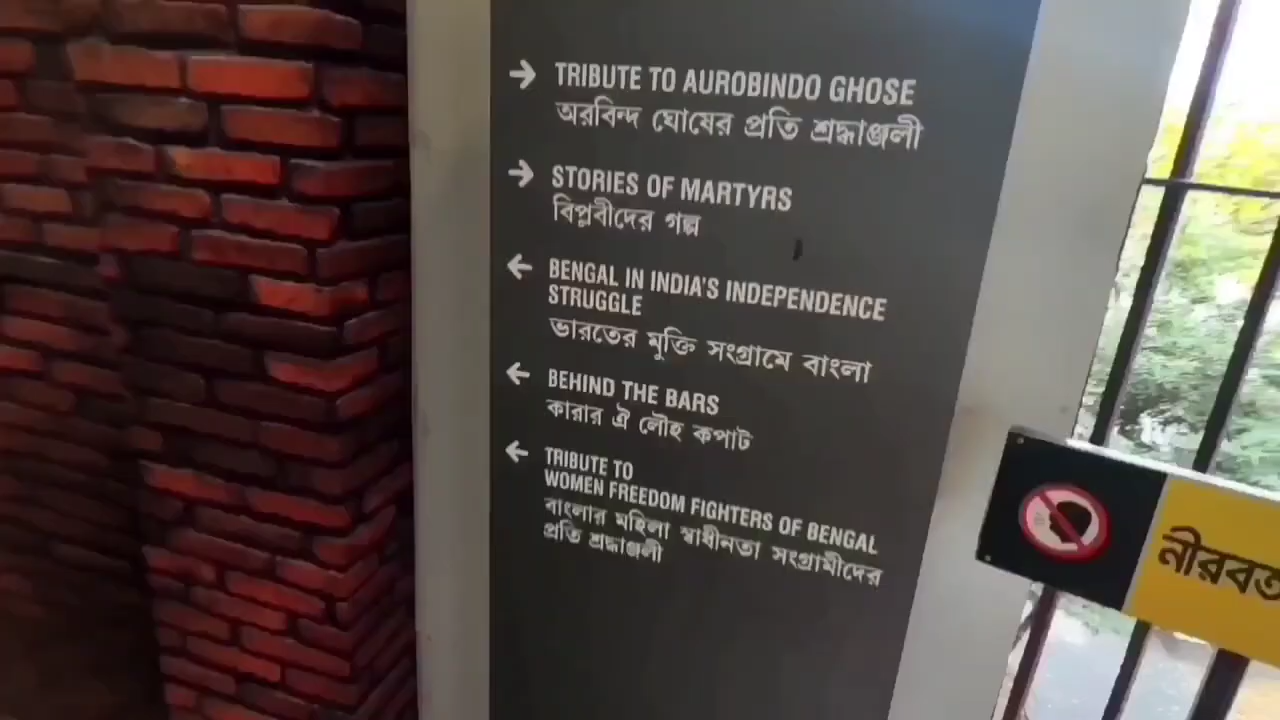 → TRIBUTE TO AUROBINDO GHOSE
অরবিন্দ ঘোষের প্রতি শ্রদ্ধাঞ্জলী
→ STORIES OF MARTYRS
বিপ্লবীদের গল্প
← BENGAL IN INDIA'S INDEPENDENCE
STRUGGLE
ভারতের মুক্তি সংগ্রামে বাংলা
← BEHIND THE BARS
কারার ঐ লৌহ কপাট
← TRIBUTE TO
WOMEN FREEDOM FIGHTERS OF BENGAL
বাংলার মহিলা স্বাধীনতা সংগ্রামীদের
প্রতি শ্রদ্ধাঞ্জলী